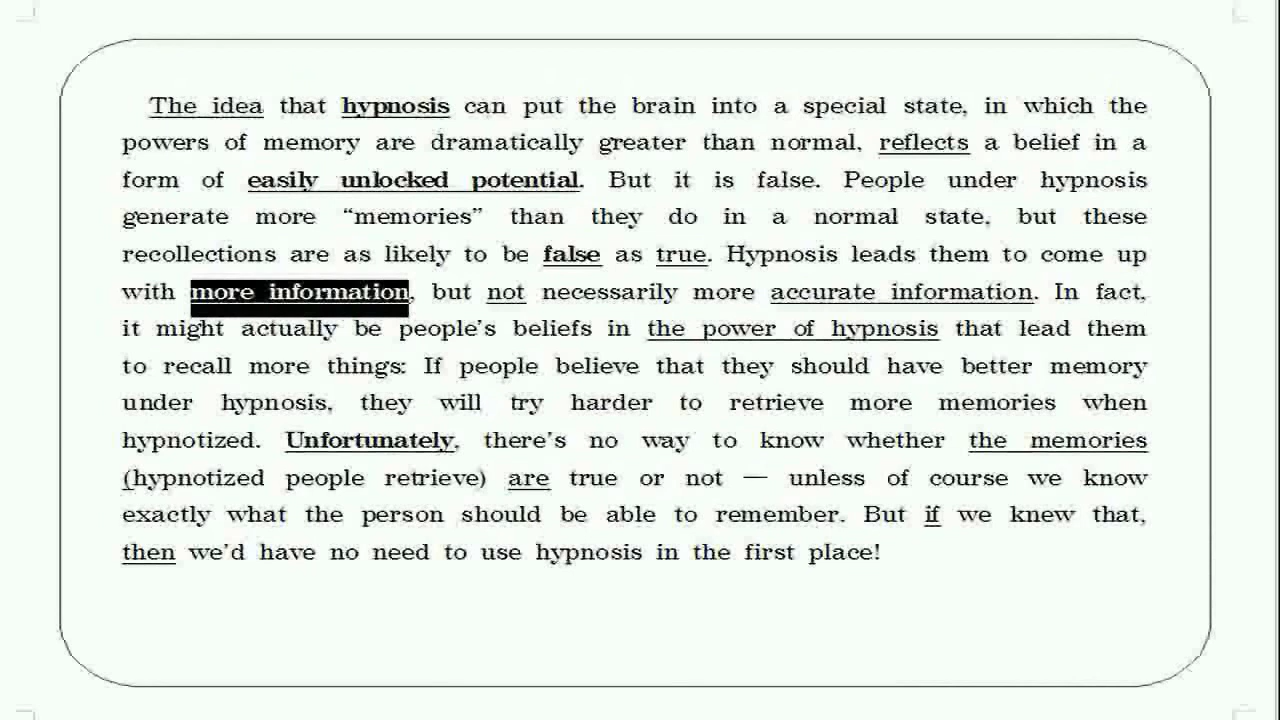 The idea that hypnosis can put the brain into a special state, in which the
powers of memory are dramatically greater than normal, reflects a belief in a
form of easily unlocked potential. But it is false. People under hypnosis
generate more “memories” than they do in a normal state, but these
recollections are as likely to be false as true. Hypnosis leads them to come up
with more information, but not necessarily more accurate information. In fact,
it might actually be people’s beliefs in the power of hypnosis that lead them
to recall more things: If people believe that they should have better memory
under hypnosis, they will try harder to retrieve more memories when
hypnotized. Unfortunately, there’s no way to know whether the memories
(hypnotized people retrieve) are true or not — unless of course we know
exactly what the person should be able to remember. But if we knew that,
then we’d have no need to use hypnosis in the first place!